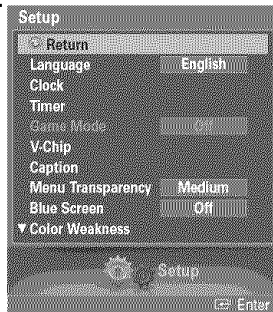 Setup
Return
Language English
Clock
Timer
Game Mode Off
V-Chip
Caption
Menu Transparency Medium
Blue Screen Off
▼ Color Weakness
Setup
Enter